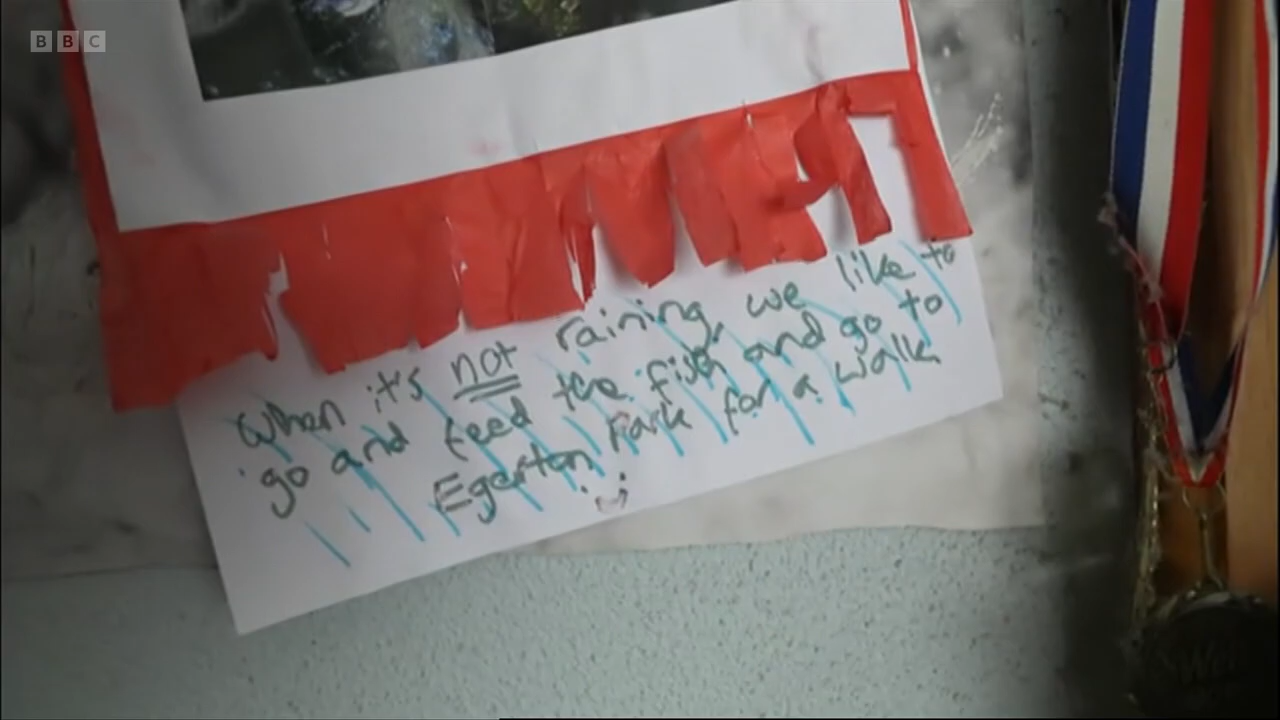 BBC
When it's not raining, we like to
go and feed the fish and go to
Egerton Park for a walk